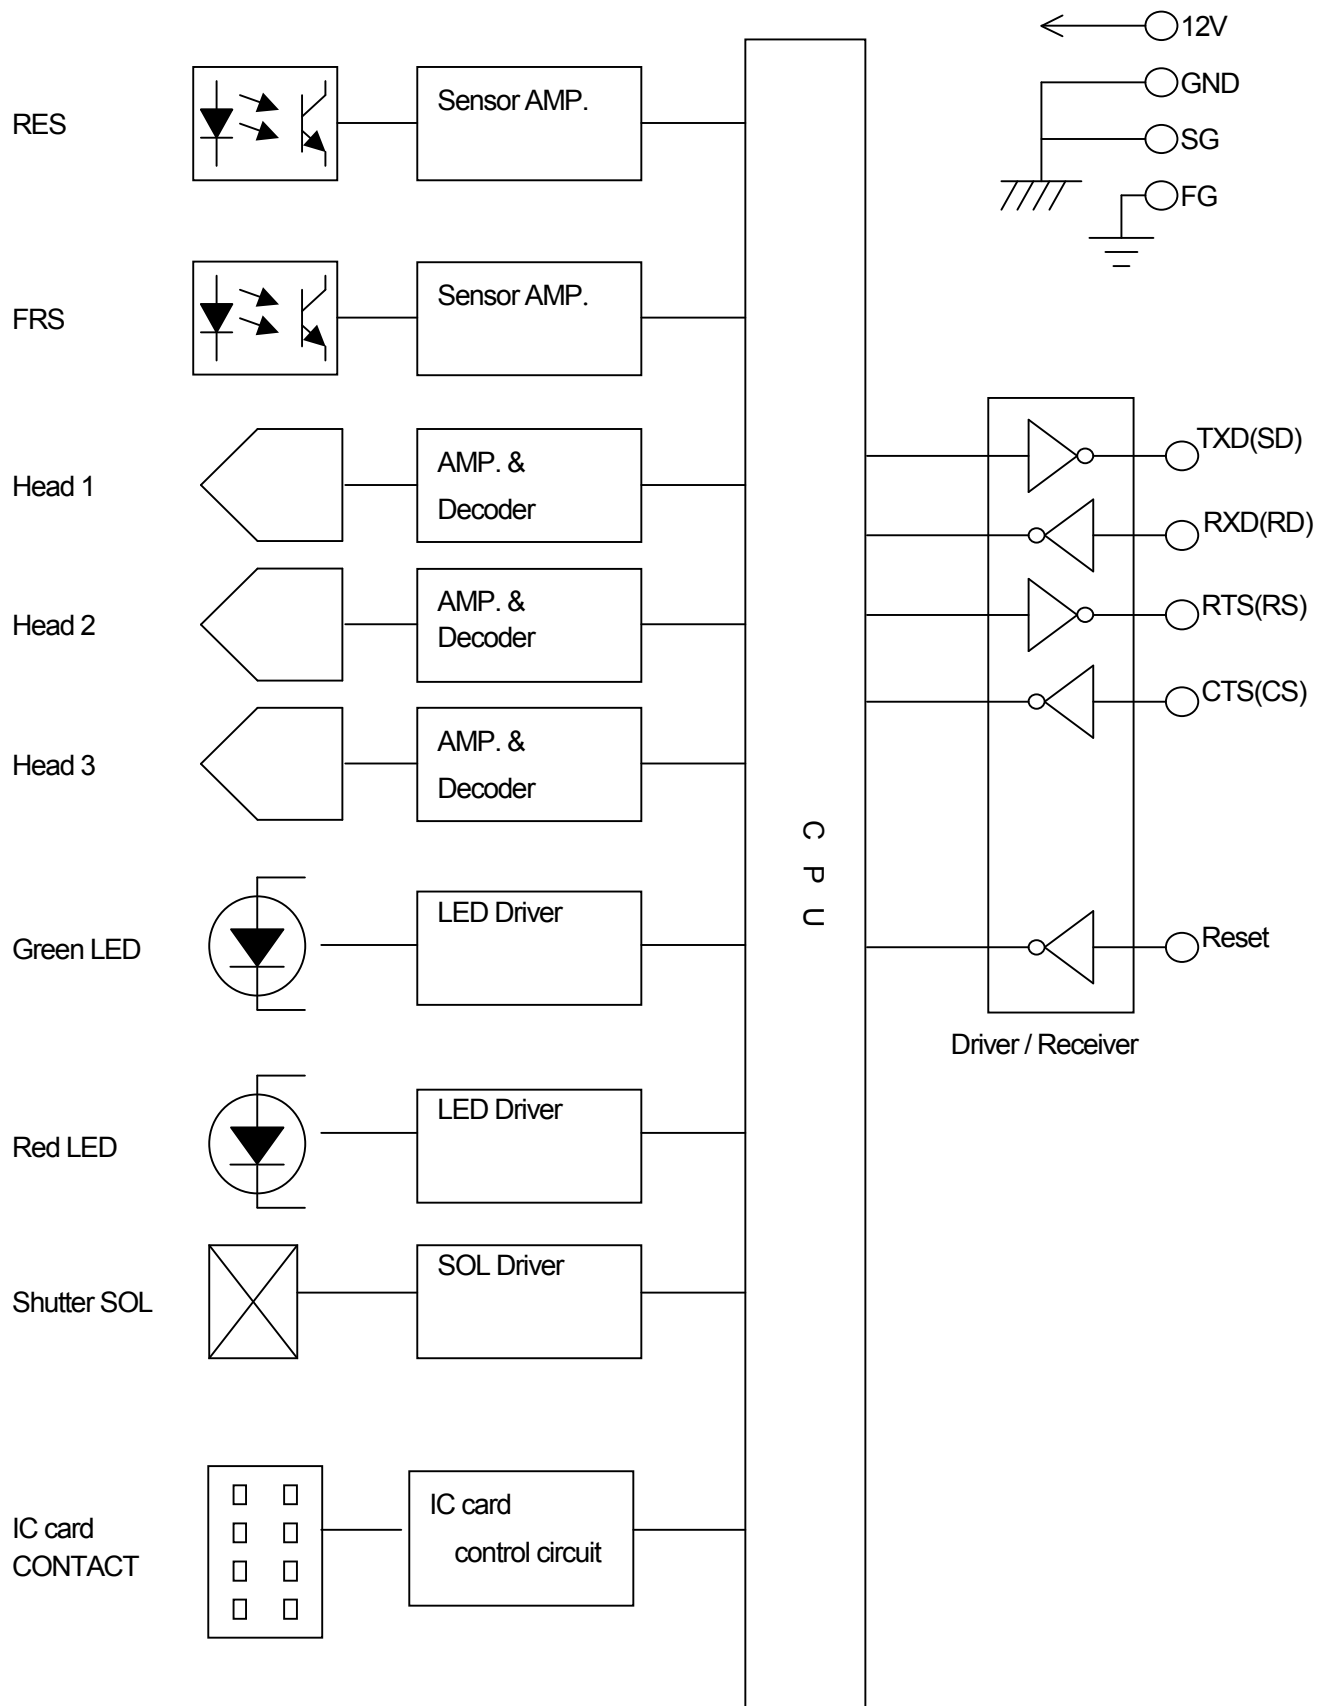 12V
GND
SG
FG
RES
Sensor AMP.
FRS
Sensor AMP.
Head 1
AMP. &
Decoder
Head 2
AMP. &
Decoder
Head 3
AMP. &
Decoder
Green LED
LED Driver
Red LED
LED Driver
Shutter SOL
SOL Driver
IC card
CONTACT
IC card
control circuit
CPU
TXD(SD)
RXD(RD)
RTS(RS)
CTS(CS)
Reset
Driver / Receiver